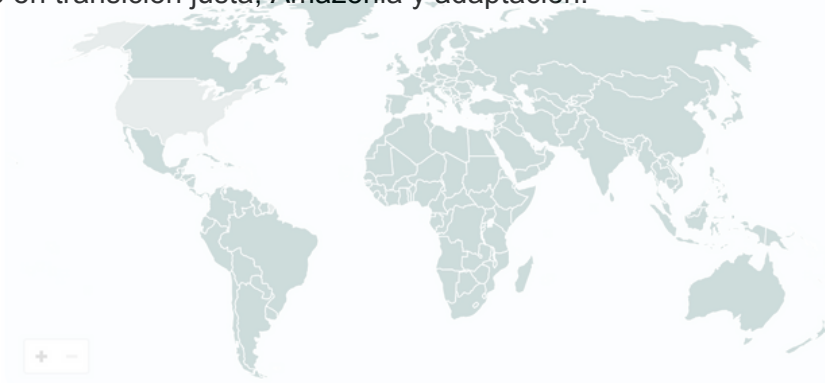 en transición justa, Amazonía y adaptación.
+ −